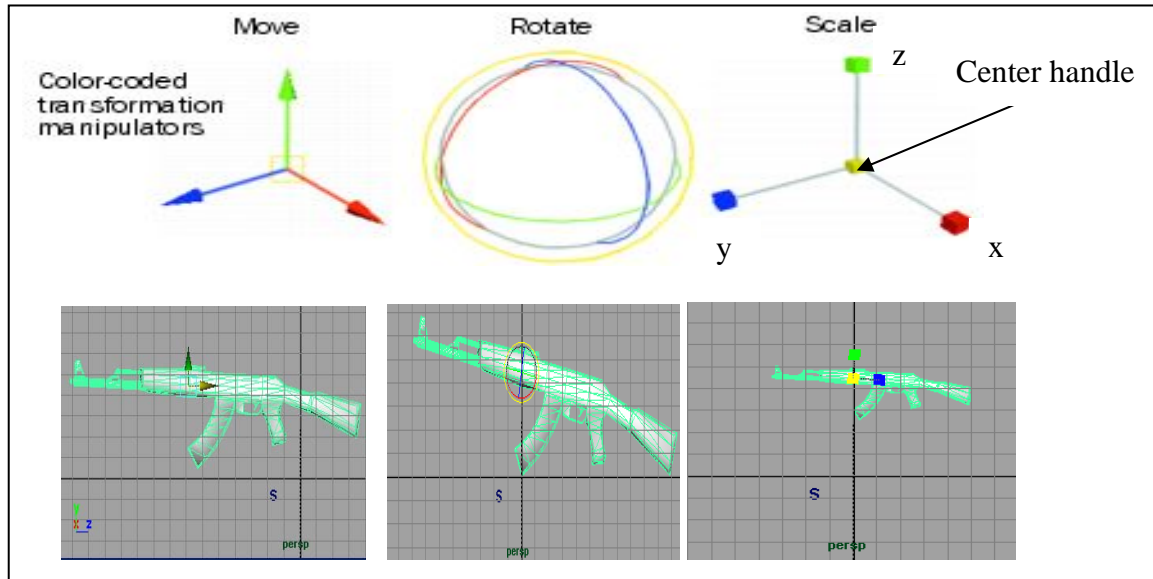 Move
Rotate
Scale
Color-coded
transformation
manipulators
z
Center handle
y
x
S
y
x z
persp
S
persp
S
persp